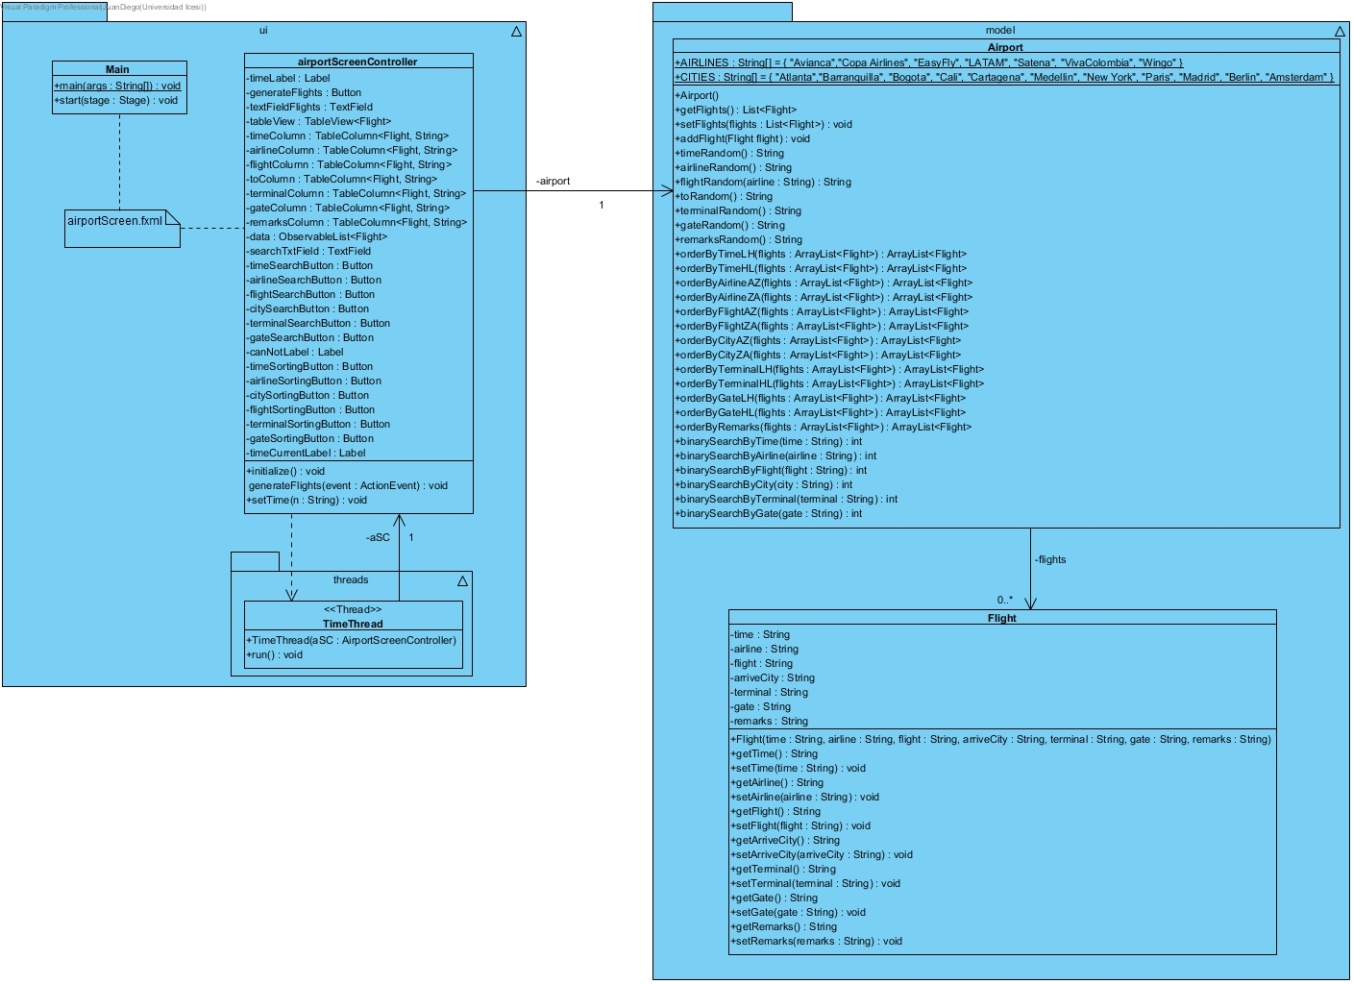 Visual Paradigm Professional(JuanDiego(Universidad Icesi))
ui
Main
+main(args : String[]) : void
+start(stage : Stage) : void
airportScreen.fxml
airportScreenController
-timeLabel : Label
-generateFlights : Button
-textFieldFlights : TextField
-tableView : TableView<Flight>
-timeColumn : TableColumn<Flight, String>
-airlineColumn : TableColumn<Flight, String>
-flightColumn : TableColumn<Flight, String>
-toColumn : TableColumn<Flight, String>
-terminalColumn : TableColumn<Flight, String>
-gateColumn : TableColumn<Flight, String>
-remarksColumn : TableColumn<Flight, String>
-data : ObservableList<Flight>
-searchTxtField : TextField
-timeSearchButton : Button
-airlineSearchButton : Button
-flightSearchButton : Button
-citySearchButton : Button
-terminalSearchButton : Button
-gateSearchButton : Button
-canNotLabel : Label
-timeSortingButton : Button
-airlineSortingButton : Button
-citySortingButton : Button
-flightSortingButton : Button
-terminalSortingButton : Button
-gateSortingButton : Button
-timeCurrentLabel : Label
+initialize() : void
generateFlights(event : ActionEvent) : void
+setTime(n : String) : void
-aSC
1
threads
<<Thread>>
TimeThread
+TimeThread(aSC : AirportScreenController)
+run() : void
-airport
1
model
Airport
+AIRLINES : String[] = { "Avianca","Copa Airlines", "EasyFly", "LATAM", "Satena", "VivaColombia", "Wingo" }
+CITIES : String[] = { "Atlanta","Barranquilla", "Bogota", "Cali", "Cartagena", "Medellin", "New York", "Paris", "Madrid", "Berlin", "Amsterdam" }
+Airport()
+getFlights() : List<Flight>
+setFlights(flights : List<Flight>) : void
+addFlight(Flight flight) : void
+timeRandom() : String
+airlineRandom() : String
+flightRandom(airline : String) : String
+toRandom() : String
+terminalRandom() : String
+gateRandom() : String
+remarksRandom() : String
+orderByTimeLH(flights : ArrayList<Flight>) : ArrayList<Flight>
+orderByTimeHL(flights : ArrayList<Flight>) : ArrayList<Flight>
+orderByAirlineAZ(flights : ArrayList<Flight>) : ArrayList<Flight>
+orderByAirlineZA(flights : ArrayList<Flight>) : ArrayList<Flight>
+orderByFlightAZ(flights : ArrayList<Flight>) : ArrayList<Flight>
+orderByFlightZA(flights : ArrayList<Flight>) : ArrayList<Flight>
+orderByCityAZ(flights : ArrayList<Flight>) : ArrayList<Flight>
+orderByCityZA(flights : ArrayList<Flight>) : ArrayList<Flight>
+orderByTerminalLH(flights : ArrayList<Flight>) : ArrayList<Flight>
+orderByTerminalHL(flights : ArrayList<Flight>) : ArrayList<Flight>
+orderByGateLH(flights : ArrayList<Flight>) : ArrayList<Flight>
+orderByGateHL(flights : ArrayList<Flight>) : ArrayList<Flight>
+orderByRemarks(flights : ArrayList<Flight>) : ArrayList<Flight>
+binarySearchByTime(time : String) : int
+binarySearchByAirline(airline : String) : int
+binarySearchByFlight(flight : String) : int
+binarySearchByCity(city : String) : int
+binarySearchByTerminal(terminal : String) : int
+binarySearchByGate(gate : String) : int
-flights
0..*
Flight
-time : String
-airline : String
-flight : String
-arriveCity : String
-terminal : String
-gate : String
-remarks : String
+Flight(time : String, airline : String, flight : String, arriveCity : String, terminal : String, gate : String, remarks : String)
+getTime() : String
+setTime(time : String) : void
+getAirline() : String
+setAirline(airline : String) : void
+getFlight() : String
+setFlight(flight : String) : void
+getArriveCity() : String
+setArriveCity(arriveCity : String) : void
+getTerminal() : String
+setTerminal(terminal : String) : void
+getGate() : String
+setGate(gate : String) : void
+getRemarks() : String
+setRemarks(remarks : String) : void